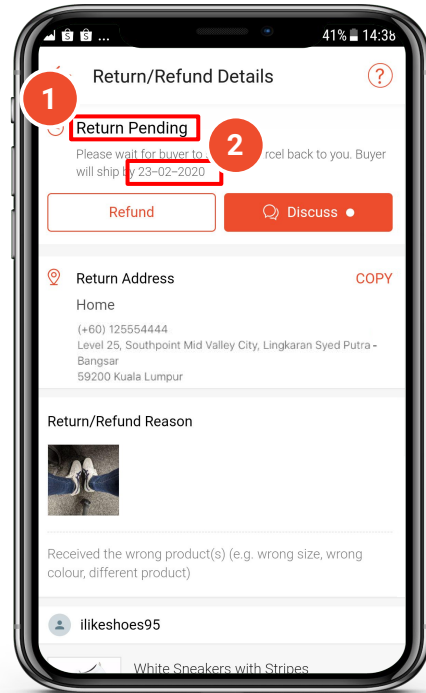 ... 41% 14:38
Return/Refund Details ?
1
Return Pending
2
Please wait for buyer to rcel back to you. Buyer
will ship by 23-02-2020
Refund
Discuss
Return Address COPY
Home
(+60) 125554444
Level 25, Southpoint Mid Valley City, Lingkaran Syed Putra -
Bangsar
59200 Kuala Lumpur
Return/Refund Reason
Received the wrong product(s) (e.g. wrong size, wrong
colour, different product)
ilikeshoes95
White Sneakers with Stripes